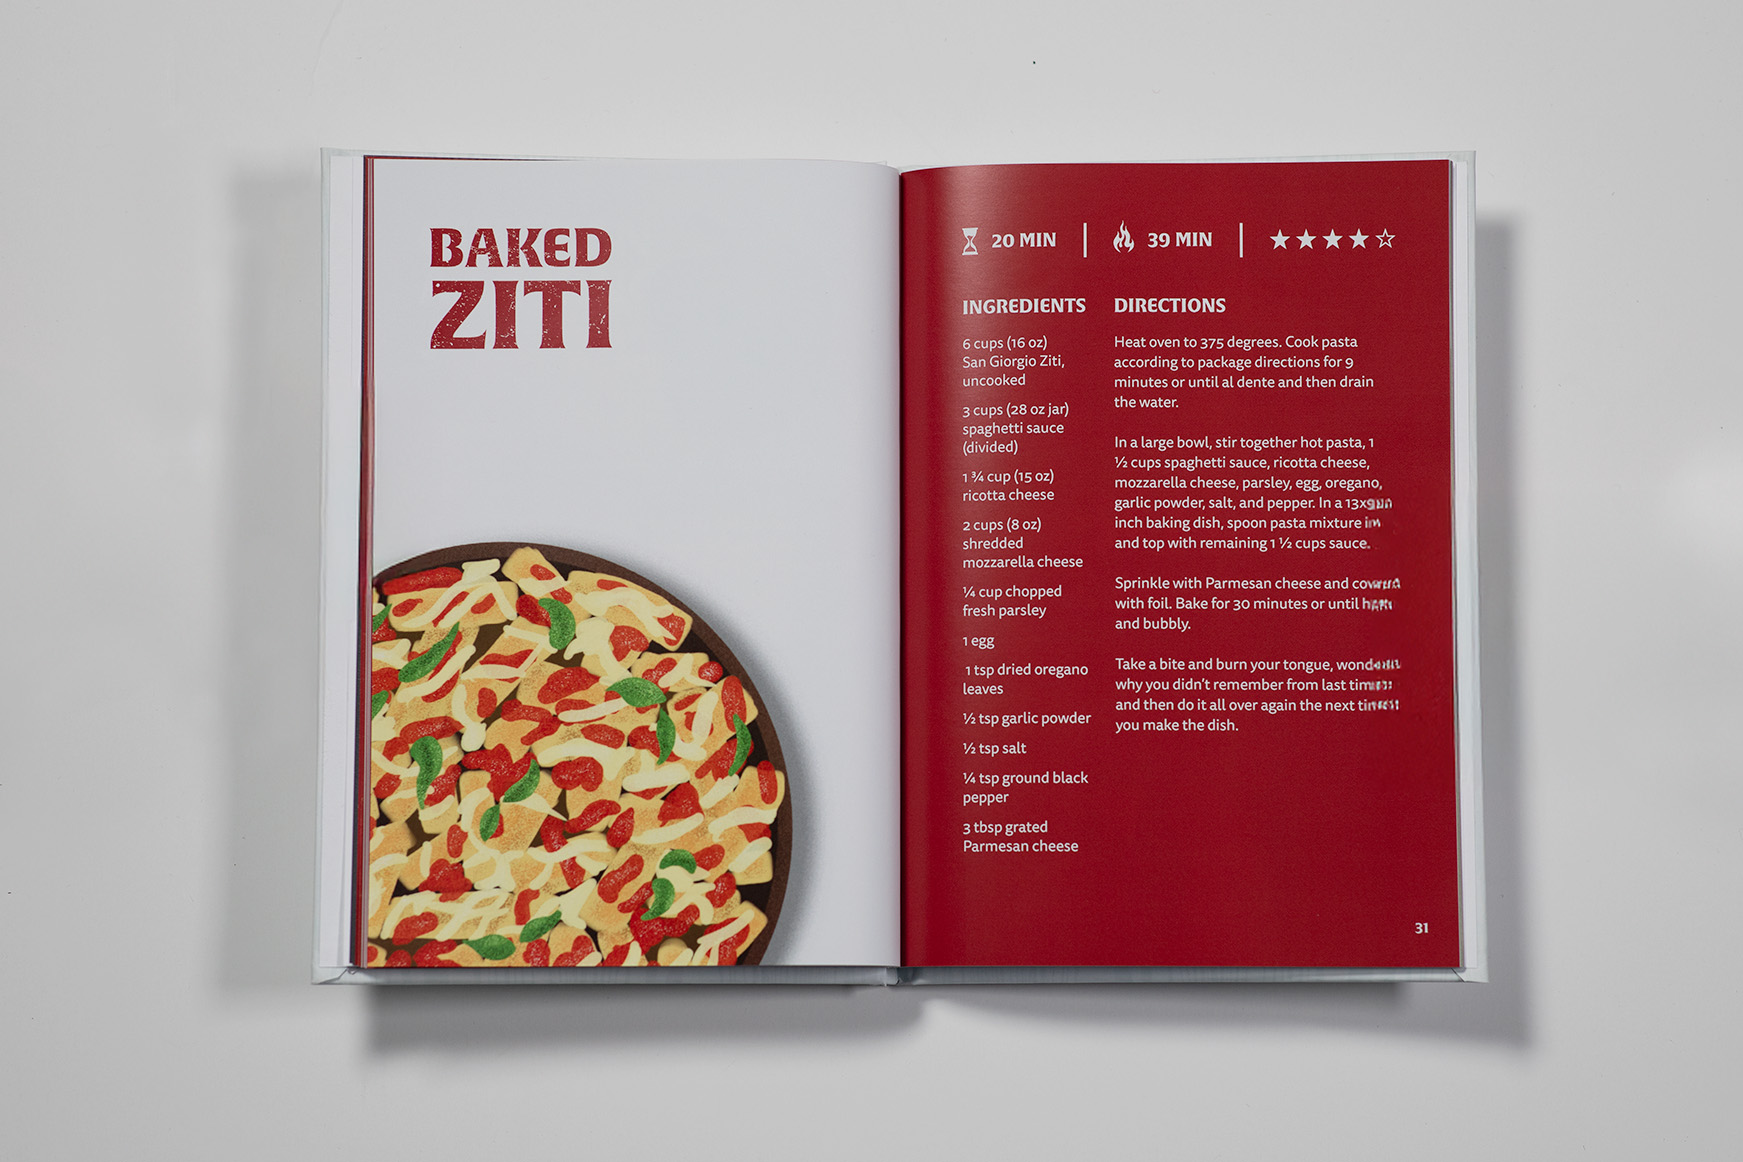 BAKED
ZITI
20 MIN | 39 MIN |
INGREDIENTS
6 cups (16 oz)
San Giorgio Ziti,
uncooked
3 cups (28 oz jar)
spaghetti sauce
(divided)
1 ¾ cup (15 oz)
ricotta cheese
2 cups (8 oz)
shredded
mozzarella cheese
¼ cup chopped
fresh parsley
1 egg
1 tsp dried oregano
leaves
½ tsp garlic powder
½ tsp salt
¼ tsp ground black
pepper
3 tbsp grated
Parmesan cheese
DIRECTIONS
Heat oven to 375 degrees. Cook pasta
according to package directions for 9
minutes or until al dente and then drain
the water.
In a large bowl, stir together hot pasta, 1
½ cups spaghetti sauce, ricotta cheese,
mozzarella cheese, parsley, egg, oregano,
garlic powder, salt, and pepper. In a
inch baking dish, spoon pasta mixture
and top with remaining 1 ½ cups sauce.
Sprinkle with Parmesan cheese and
with foil. Bake for 30 minutes or until
and bubbly.
Take a bite and burn your tongue,
why you didn't remember from last
and then do it all over again the next
you make the dish.
31